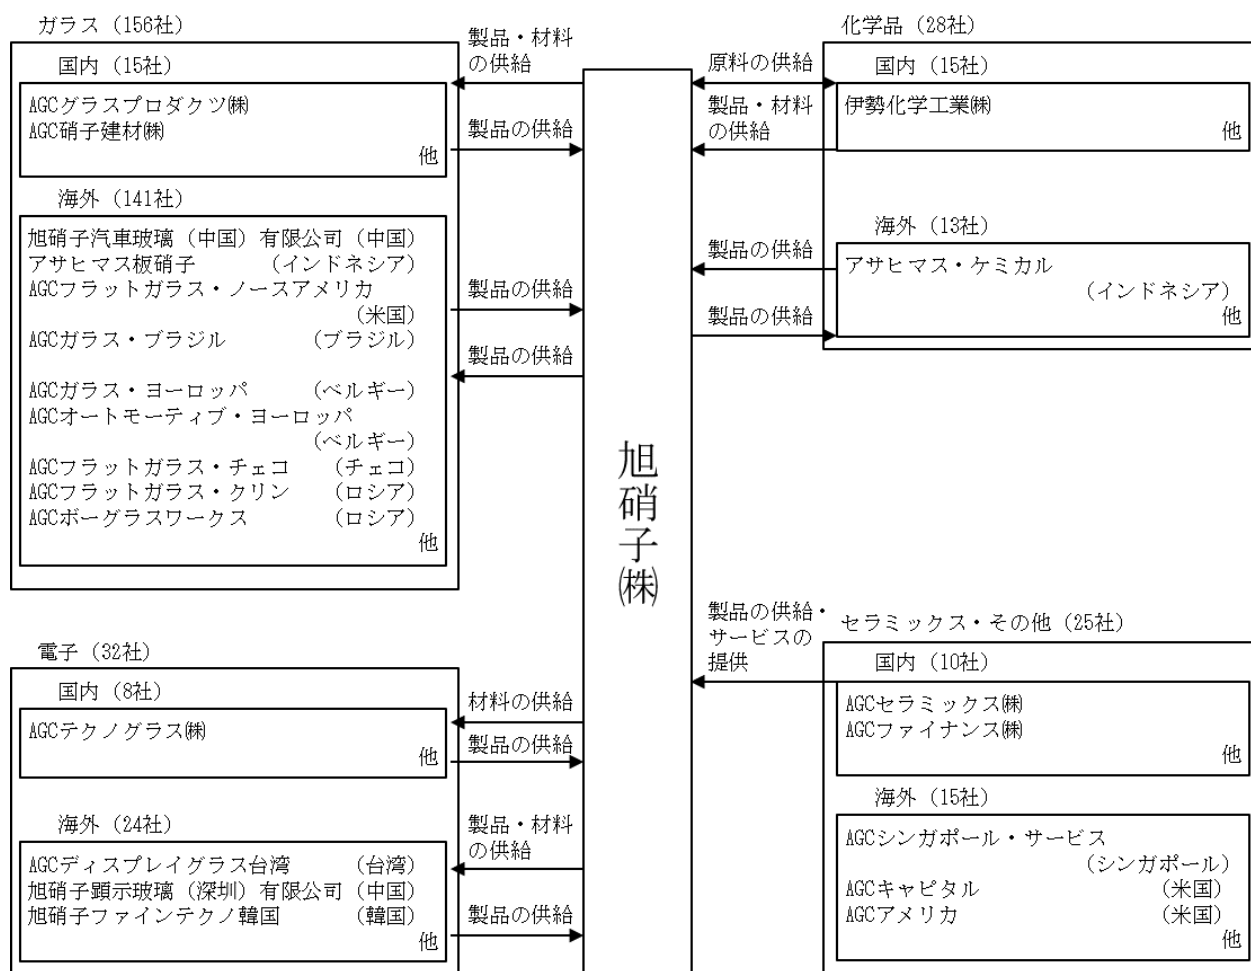 ガラス（156社）
国内（15社）
AGCグラスプロダクツ㈱
AGC硝子建材㈱
他
海外（141社）
旭硝子汽車玻璃（中国）有限公司（中国）
アサヒマス板硝子　（インドネシア）
AGCフラットガラス・ノースアメリカ
（米国）
AGCガラス・ブラジル　（ブラジル）
AGCガラス・ヨーロッパ　（ベルギー）
AGCオートモーティブ・ヨーロッパ
（ベルギー）
AGCフラットガラス・チェコ　（チェコ）
AGCフラットガラス・クリン　（ロシア）
AGCボーグラスワークス　（ロシア）
他
電子（32社）
国内（8社）
AGCテクノグラス㈱
他
海外（24社）
AGCディスプレイグラス台湾　（台湾）
旭硝子顕示玻璃（深圳）有限公司（中国）
旭硝子ファインテクノ韓国　（韓国）
他
製品・材料
の供給
製品の供給
製品の供給
製品の供給
材料の供給
製品の供給
製品・材料
の供給
製品の供給
旭硝子㈱
原料の供給
製品・材料
の供給
製品の供給
製品の供給
製品の供給・
サービスの
提供
化学品（28社）
国内（15社）
伊勢化学工業㈱
他
海外（13社）
アサヒマス・ケミカル
（インドネシア）
他
セラミックス・その他（25社）
国内（10社）
AGCセラミックス㈱
AGCファイナンス㈱
他
海外（15社）
AGCシンガポール・サービス
（シンガポール）
AGCキャピタル　（米国）
AGCアメリカ　（米国）
他